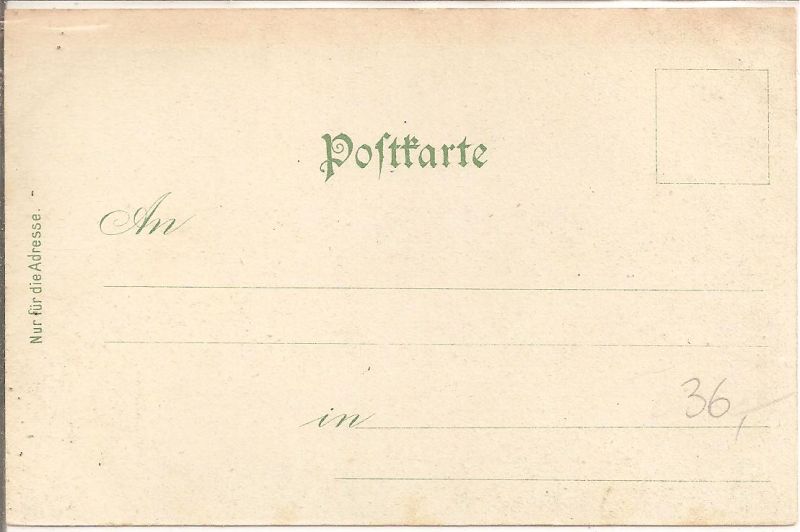 Poſtkarte
An
Nur für die Adresse.
in
36,